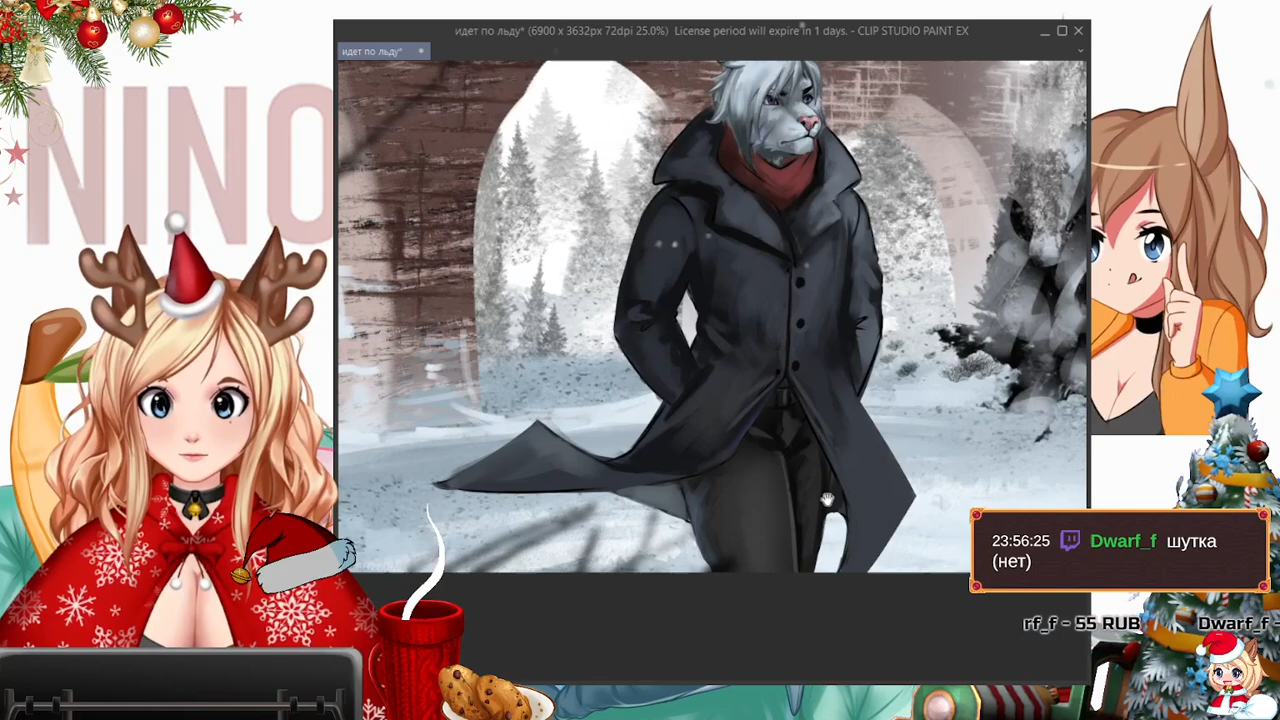 NINO
идет по льду* (6900 x 3632px 72dpi 25.0%) License period will expire in 1 days. - CLIP STUDIO PAINT EX
идет по льду*
23:56:25 Dwarf_f шутка
(нет)
rf_f - 55 RUB Dwarf_f -